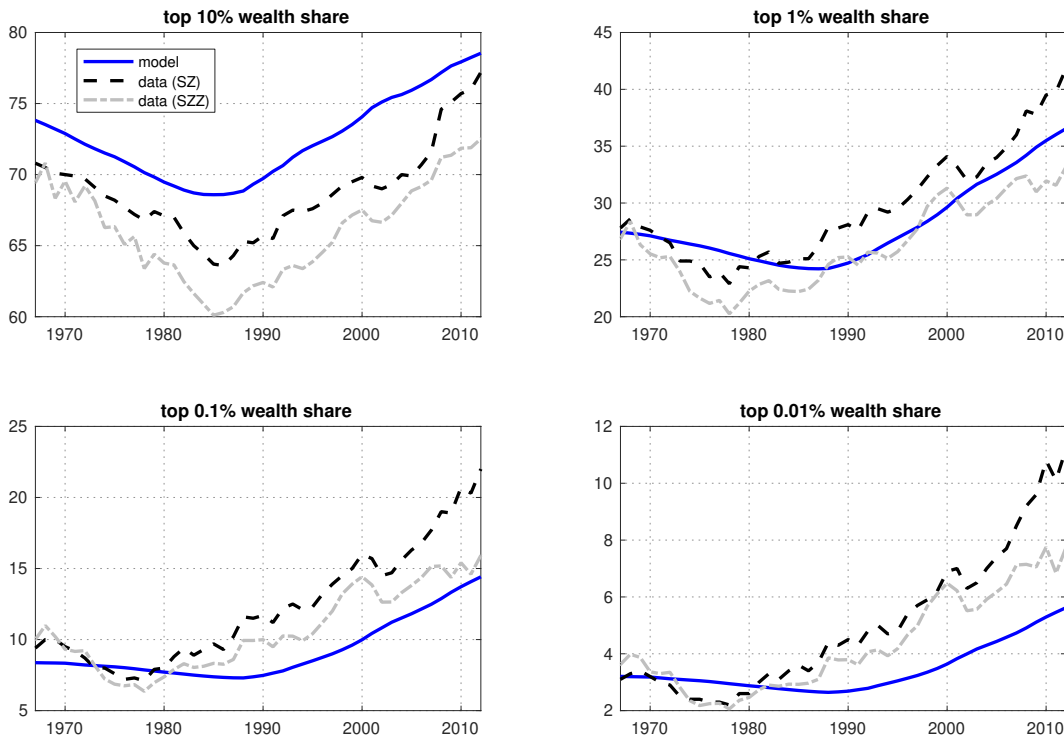 top 10% wealth share
80
75
70
65
60
1970 1980 1990 2000 2010
model
data (SZ)
data (SZZ)
top 1% wealth share
45
40
35
30
25
20
1970 1980 1990 2000 2010
top 0.1% wealth share
25
20
15
10
5
1970 1980 1990 2000 2010
top 0.01% wealth share
12
10
8
6
4
2
1970 1980 1990 2000 2010